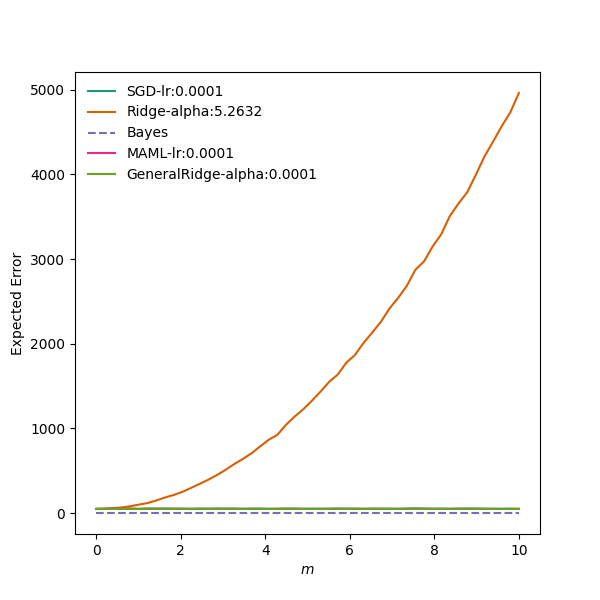 SGD-lr:0.0001
Ridge-alpha:5.2632
Bayes
MAML-lr:0.0001
GeneralRidge-alpha:0.0001
5000
4000
3000
2000
1000
0
Expected Error
0 2 4 6 8 10
m